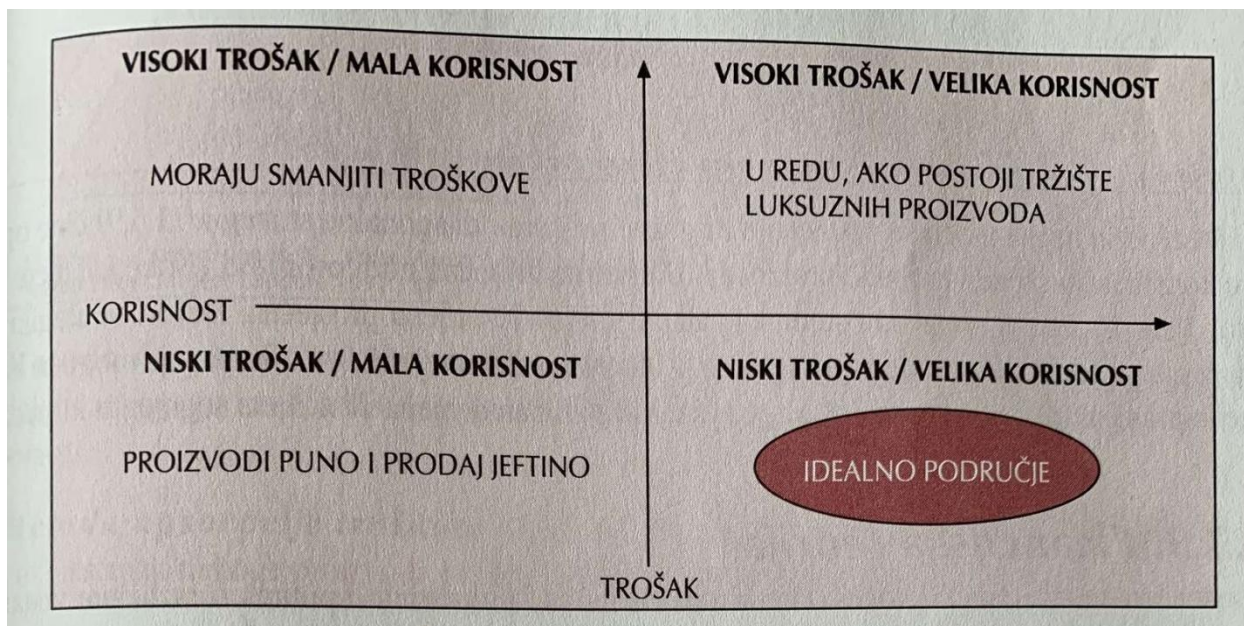 VISOKI TROŠAK / MALA KORISNOST
VISOKI TROŠAK / VELIKA KORISNOST
MORAJU SMANJITI TROŠKOVE
U REDU, AKO POSTOJI TRŽIŠTE
LUKSUZNIH PROIZVODA
KORISNOST
NISKI TROŠAK / MALA KORISNOST
NISKI TROŠAK / VELIKA KORISNOST
PROIZVODI PUNO I PRODAJ JEFTINO
IDEALNO PODRUČJE
TROŠAK